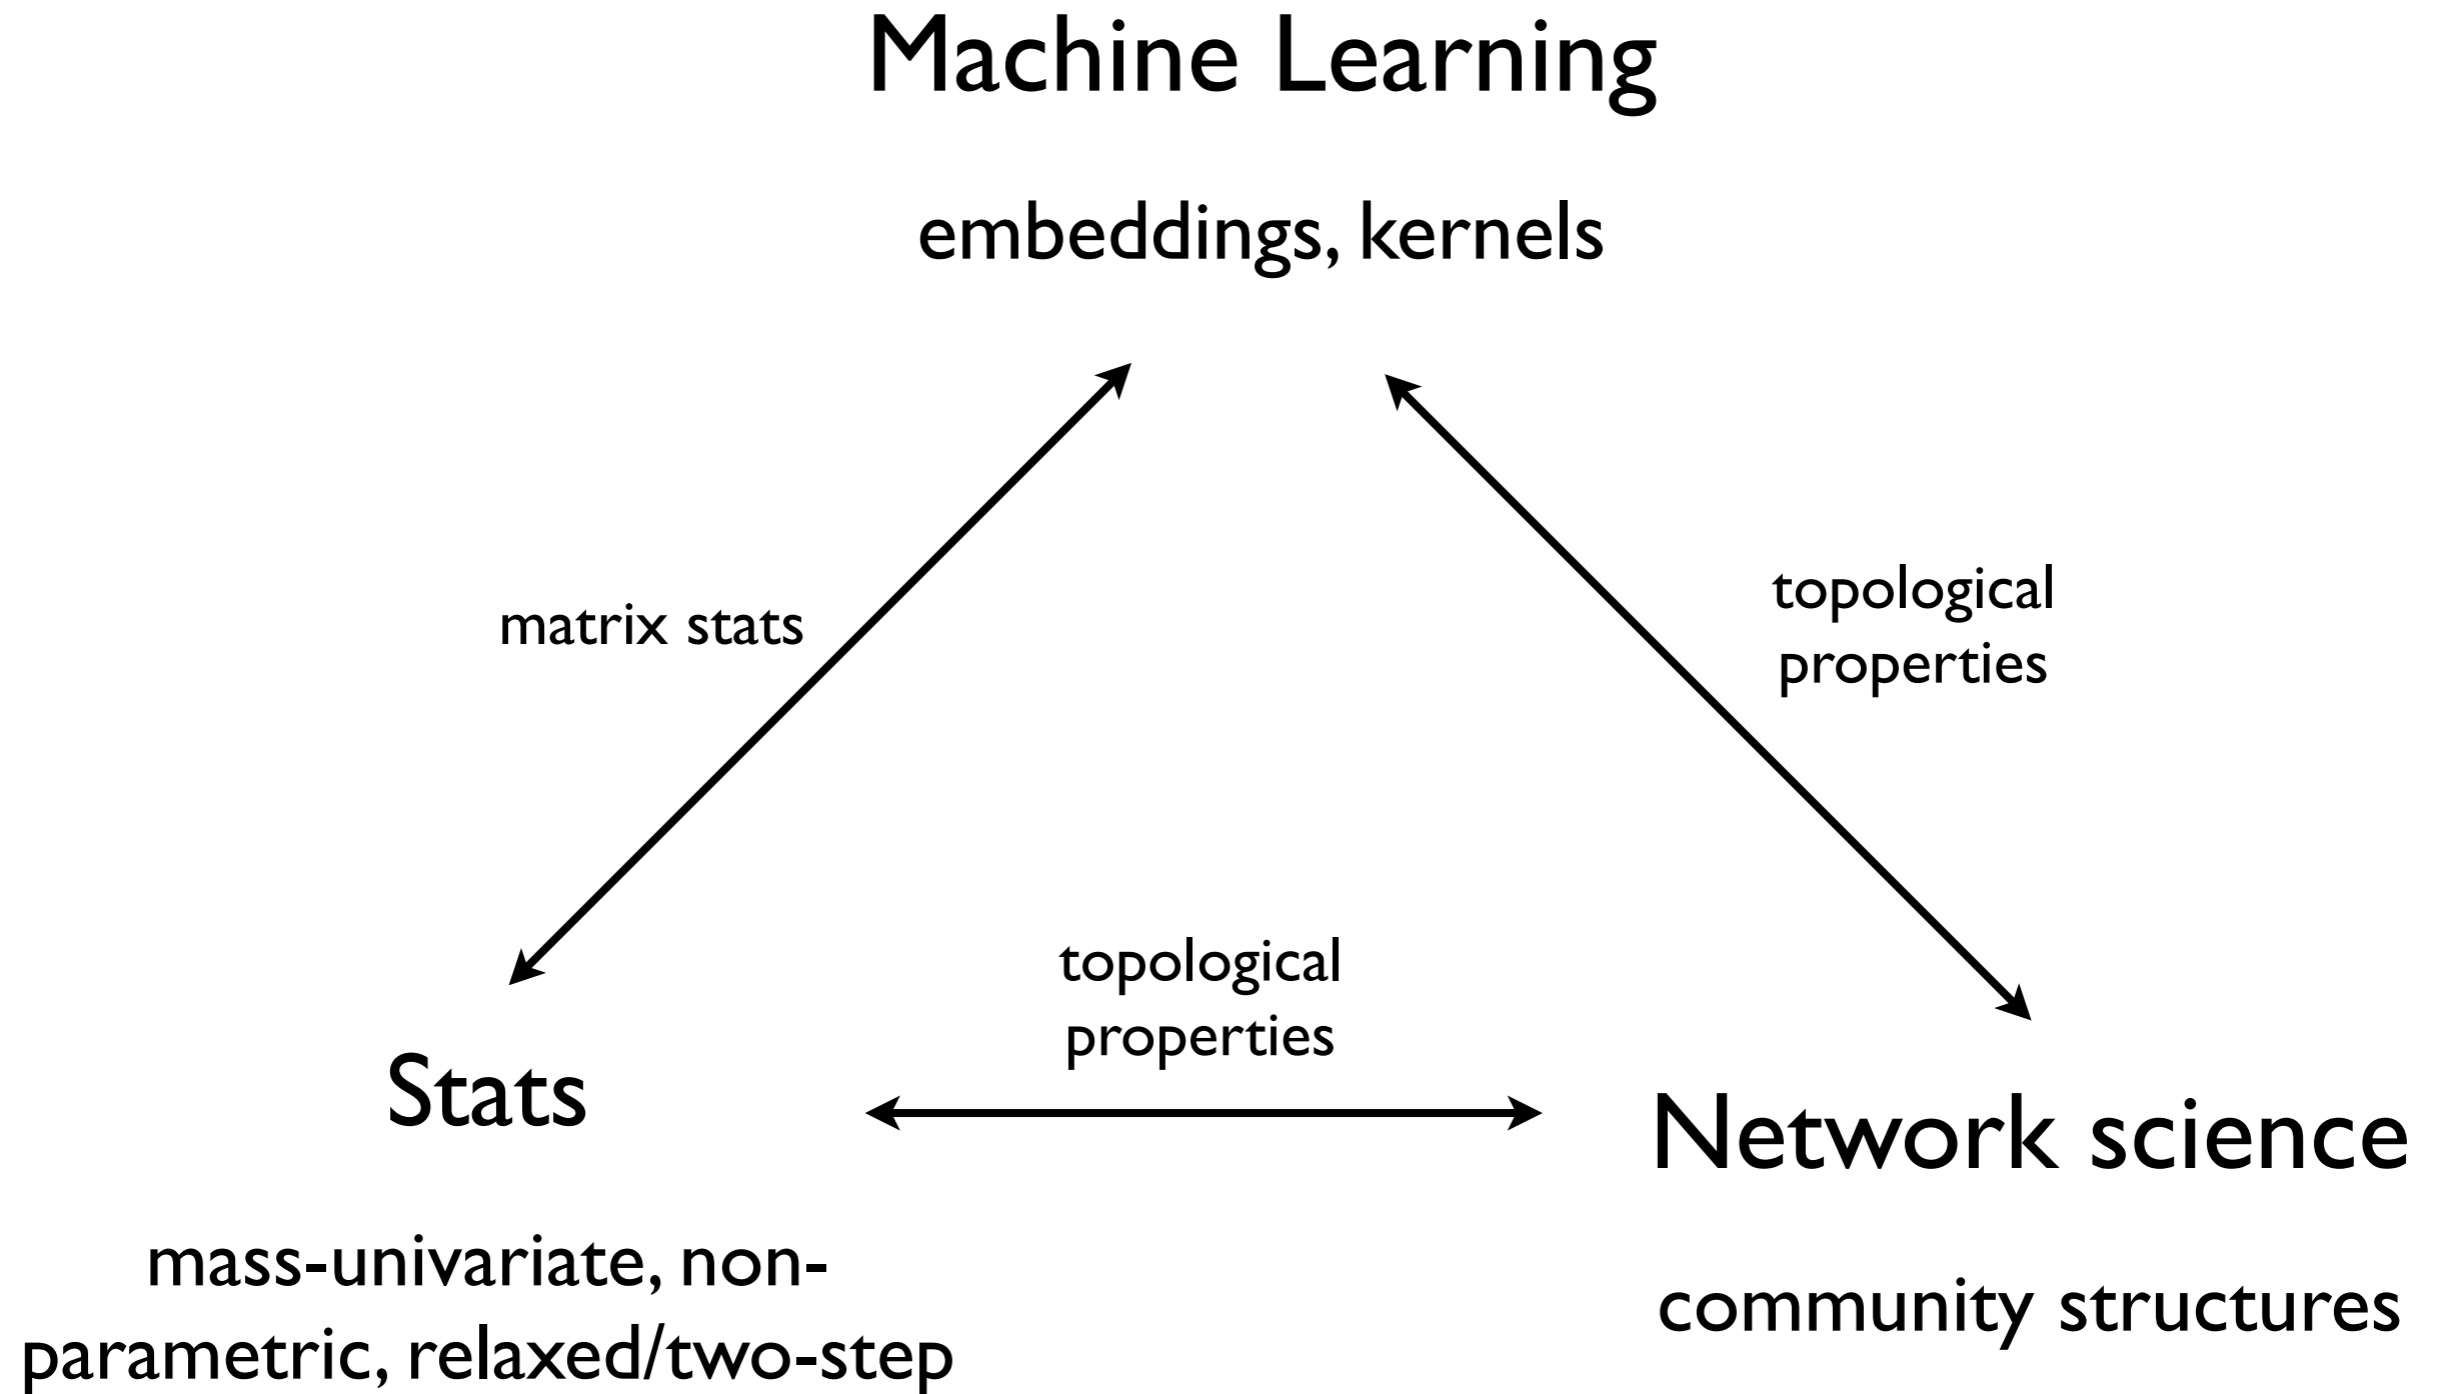 Machine Learning
embeddings, kernels
matrix stats
topological
properties
topological
properties
Stats
mass-univariate, non-
parametric, relaxed/two-step
Network science
community structures